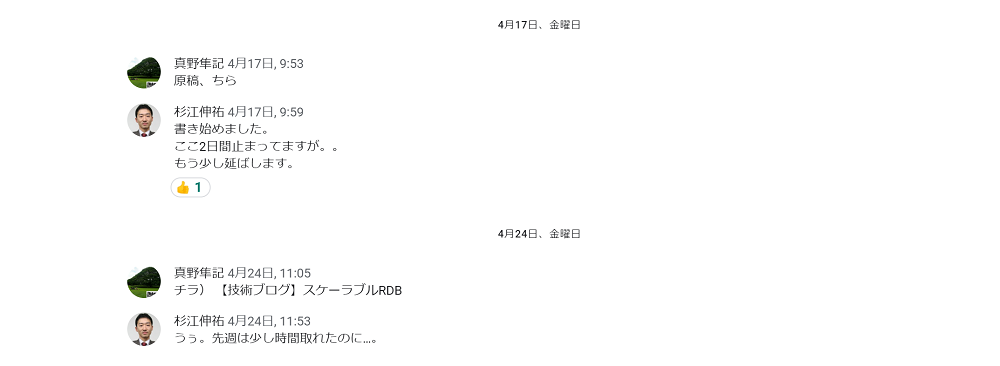 4月17日、金曜日
真野隼記 4月17日, 9:53
原稿、ちら
杉江伸祐 4月17日, 9:59
書き始めました。
ここ2日間止まってますが。。
もう少し延ばします。
👍 1
4月24日、金曜日
真野隼記 4月24日, 11:05
チラ） 【技術ブログ】スケーラブルRDB
杉江伸祐 4月24日, 11:53
うぅ。先週は少し時間取れたのに...。